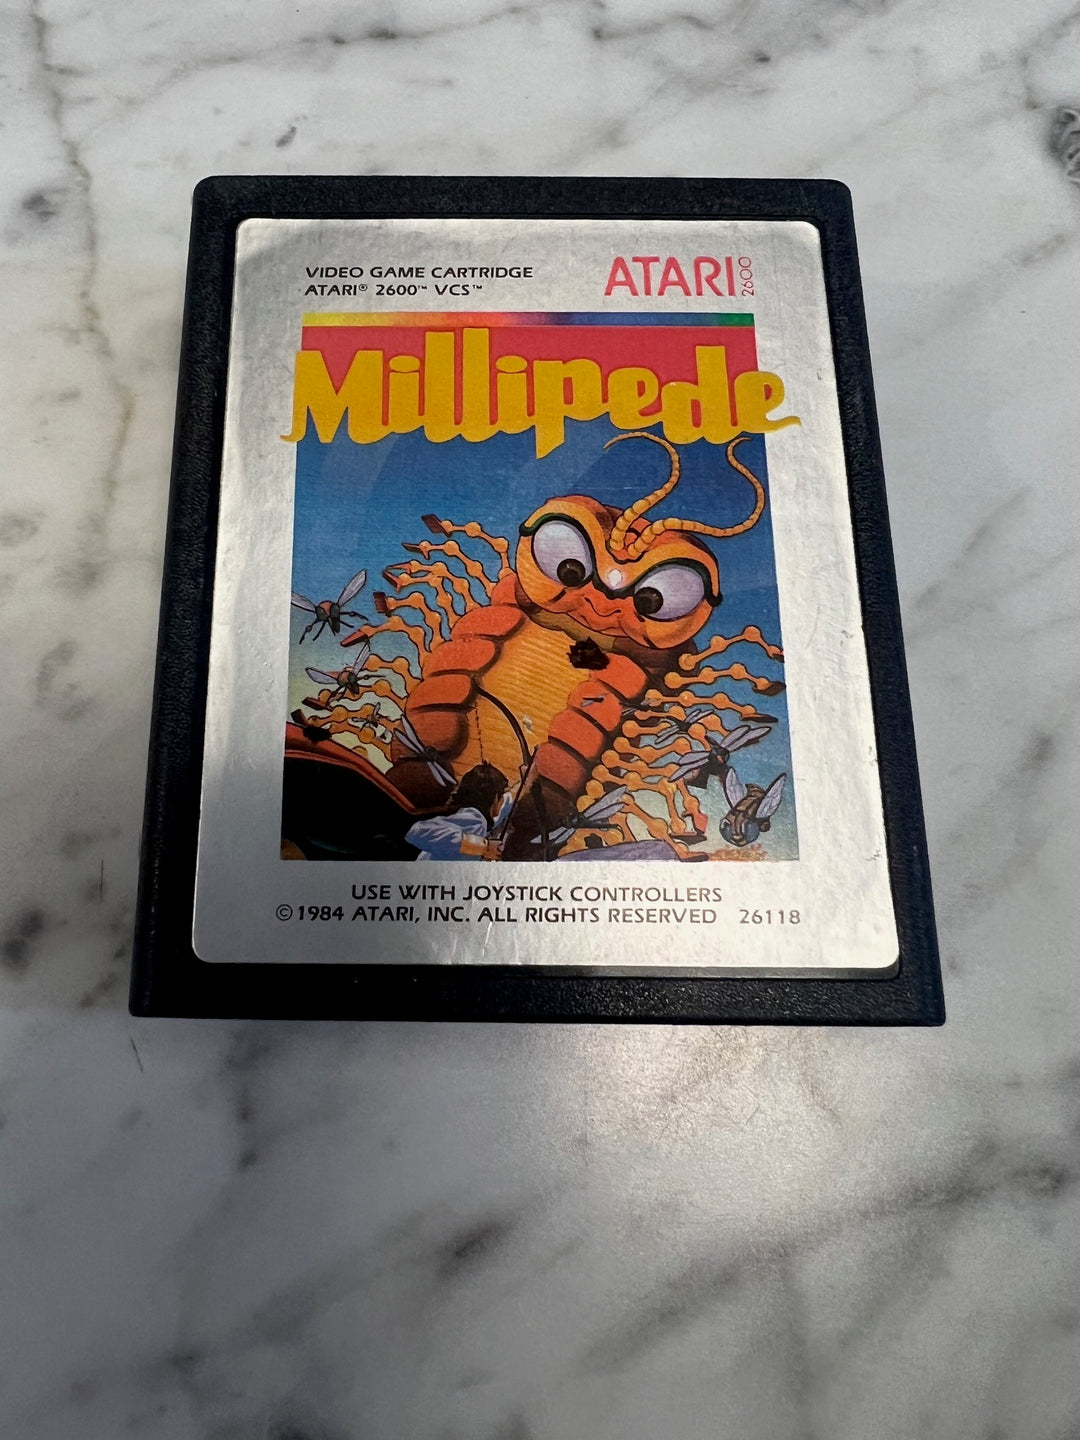 VIDEO GAME CARTRIDGE
ATARI® 2600™ VCS™
ATARI 2600
Millipede
USE WITH JOYSTICK CONTROLLERS
©1984 ATARI, INC. ALL RIGHTS RESERVED 26118